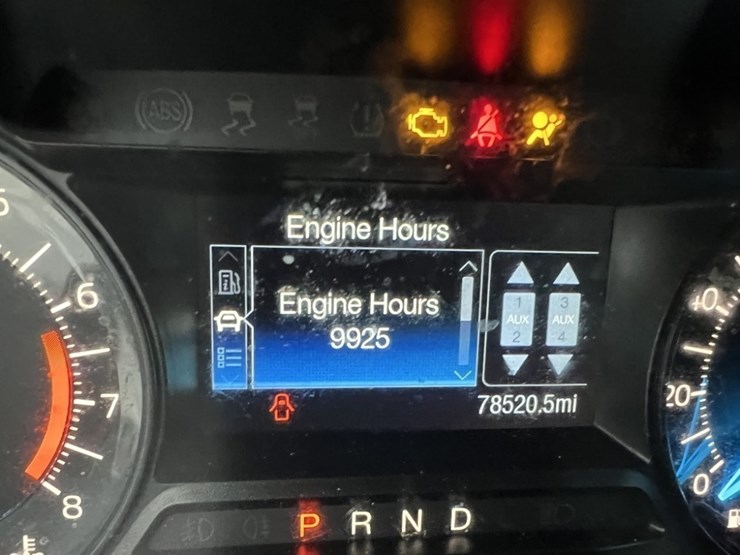 ABS
Engine Hours
Engine Hours
9925
1 3
AUX AUX
2 4
78520.5mi
6
7
8
20
0
P R N D